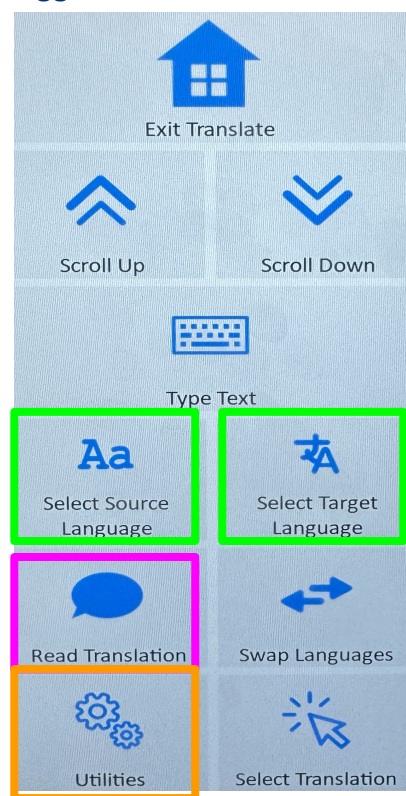 Exit Translate
Scroll Up
Scroll Down
Type Text
Aa
Select Source
Language
Select Target
Language
Read Translation
Swap Languages
Utilities
Select Translation